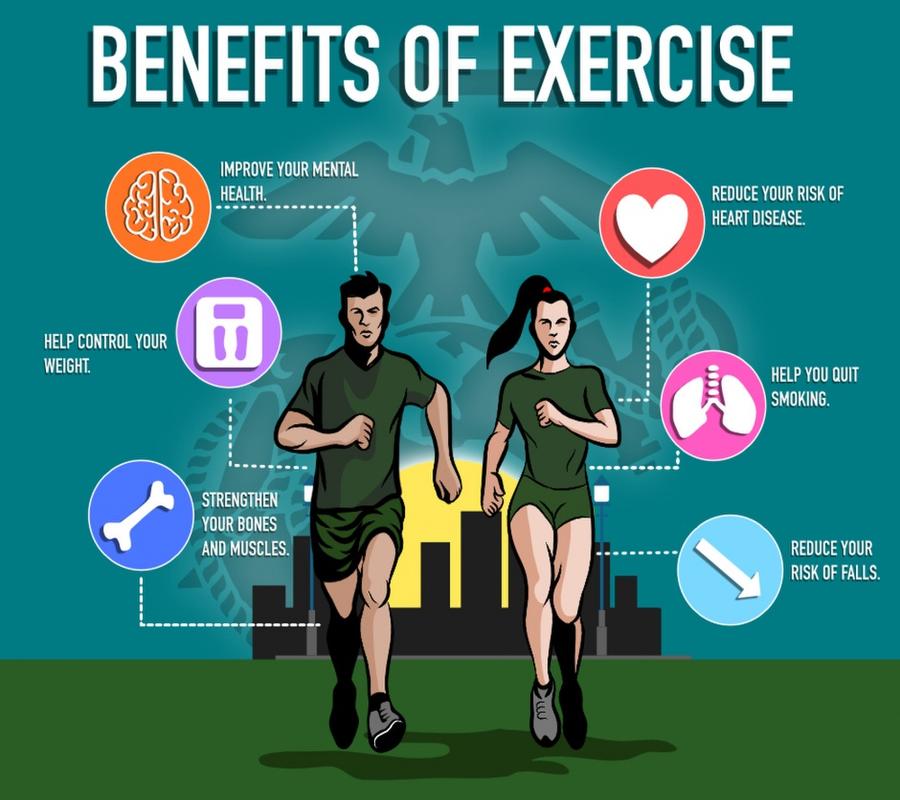 BENEFITS OF EXERCISE
IMPROVE YOUR MENTAL
HEALTH.
REDUCE YOUR RISK OF
HEART DISEASE.
HELP CONTROL YOUR
WEIGHT.
HELP YOU QUIT
SMOKING.
STRENGTHEN
YOUR BONES
AND MUSCLES.
REDUCE YOUR
RISK OF FALLS.